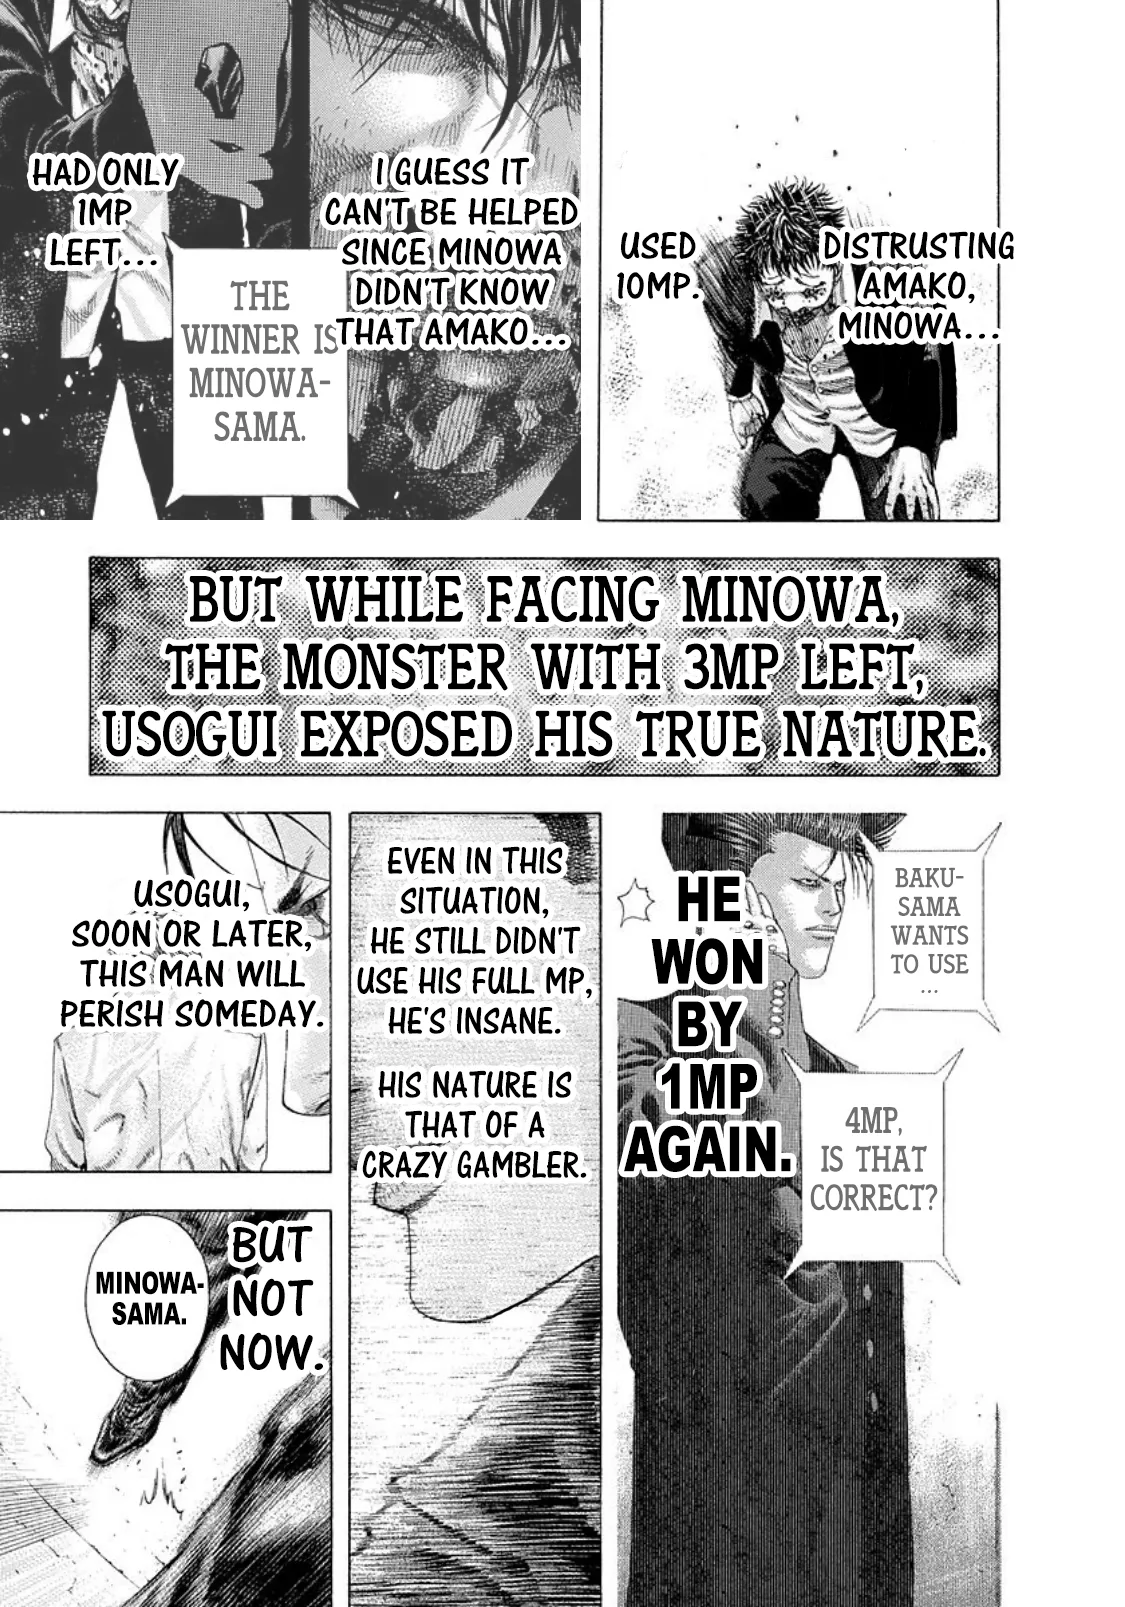 DISTRUSTING
AMAKO,
MINOWA...
USED
10MP.
I GUESS IT
CAN'T BE HELPED
SINCE MINOWA
DIDN'T KNOW
THAT AMAKO...
THE
WINNER IS
MINOWA-
SAMA.
HAD ONLY
1MP
LEFT...
BUT WHILE FACING MINOWA,
THE MONSTER WITH 3MP LEFT,
USOGUI EXPOSED HIS TRUE NATURE.
BAKU-
SAMA
WANTS
TO USE
...
4MP,
IS THAT
CORRECT?
HE
WON
BY
1MP
AGAIN.
EVEN IN THIS
SITUATION,
HE STILL DIDN'T
USE HIS FULL MP,
HE'S INSANE.
HIS NATURE IS
THAT OF A
CRAZY GAMBLER.
USOGUI,
SOON OR LATER,
THIS MAN WILL
PERISH SOMEDAY.
BUT
NOT
NOW.
MINOWA-
SAMA.